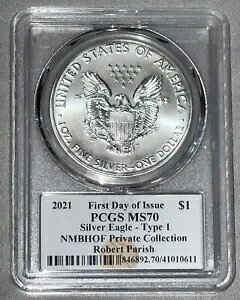 UNITED STATES OF AMERICA
1 OZ. FINE SILVER~ONE DOLLAR
2021 First Day of Issue $1
PCGS MS70
Silver Eagle - Type 1
NMBHOF Private Collection
Robert Parish
846892.70/41010611